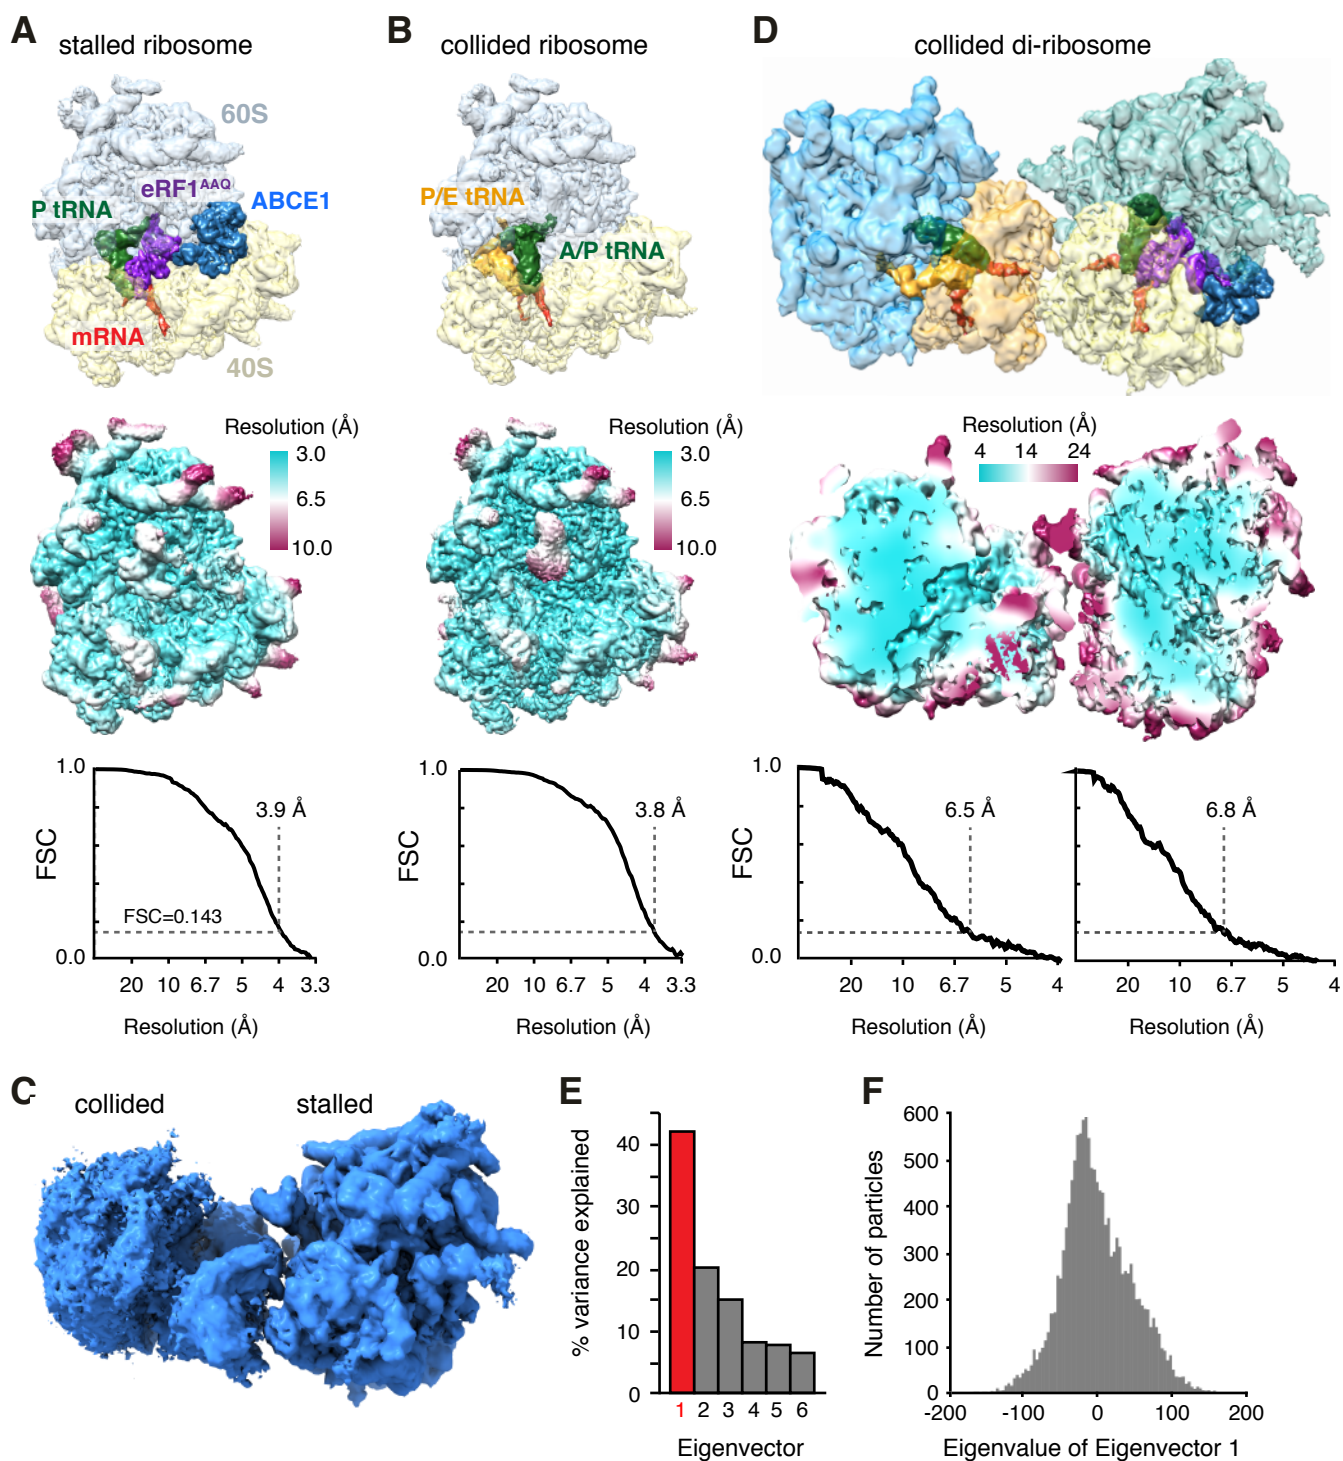 A
stalled ribosome
60S
eRF1AAQ
P tRNA
ABCE1
mRNA
40S
B
collided ribosome
P/E tRNA
A/P tRNA
D
collided di-ribosome
Resolution (Å)
3.0
6.5
10.0
Resolution (Å)
3.0
6.5
10.0
Resolution (Å)
4 14 24
1.0
3.9 Å
FSC
FSC=0.143
0.0
20 10 6.7 5 4 3.3
Resolution (Å)
1.0
3.8 Å
FSC
0.0
20 10 6.7 5 4 3.3
Resolution (Å)
1.0
6.5 Å
FSC
0.0
20 10 6.7 5 4
Resolution (Å)
6.8 Å
20 10 6.7 5 4
Resolution (Å)
C
collided
stalled
E
% variance explained
40
30
20
10
0
1 2 3 4 5 6
Eigenvector
F
Number of particles
600
500
400
300
200
100
0
-200 -100 0 100 200
Eigenvalue of Eigenvector 1